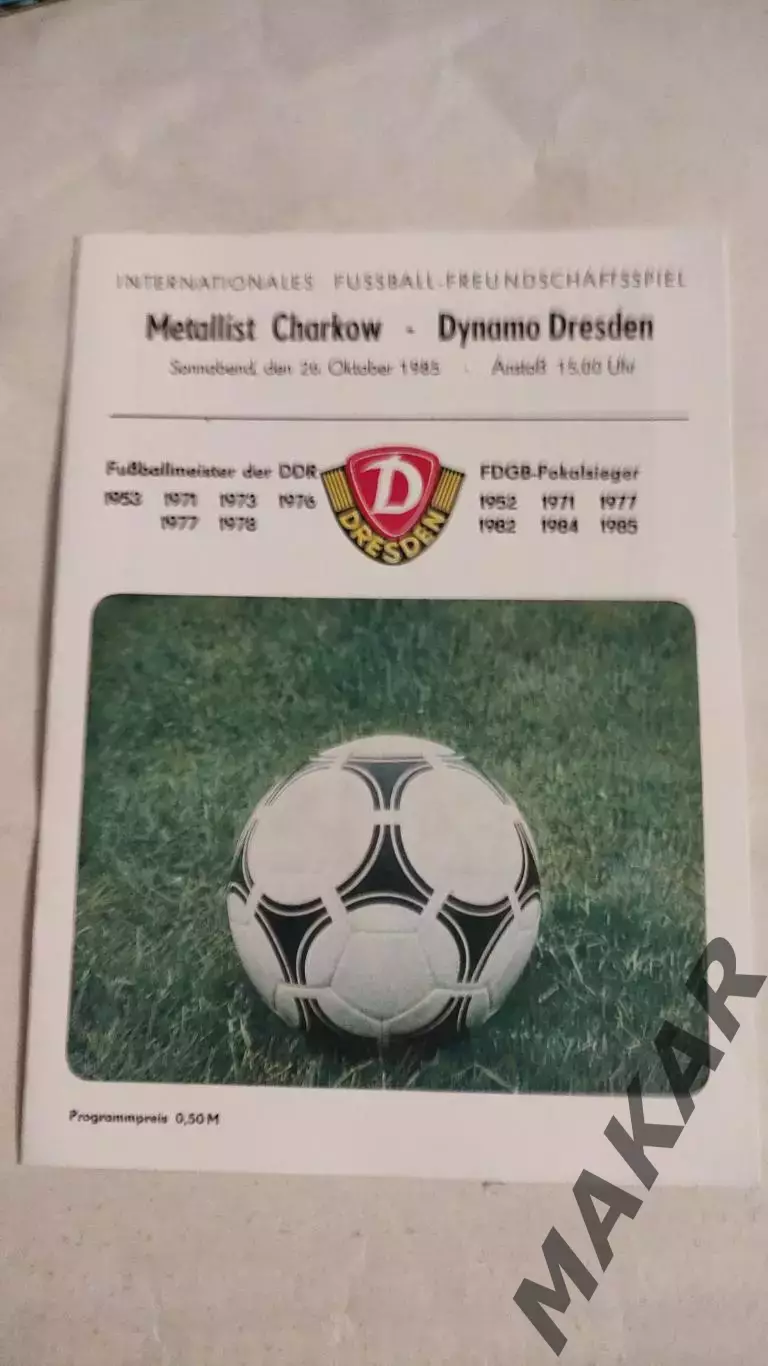 INTERNATIONALES FUSSBALL-FREUNDSCHAFTSSPIEL
Metallist Charkow - Dynamo Dresden
Sonnabend, den 26. Oktober 1985 · Anstoß 15.00 Uhr
Fußballmeister der DDR
1953 1971 1973 1976
1977 1978
D
DRESDEN
FDGB-Pokalsieger
1952 1971 1977
1982 1984 1985
Programmpreis 0,50 M
MAKAR